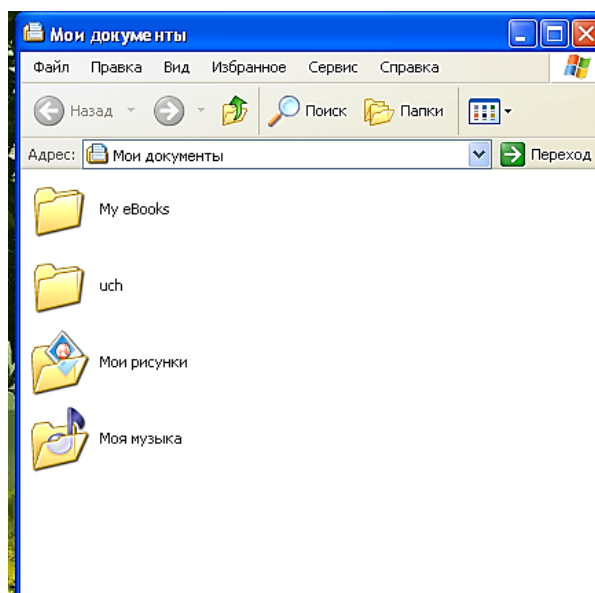 Мои документы
Файл Правка Вид Избранное Сервис Справка
Назад Поиск Папки
Адрес: Мои документы Переход
My eBooks
uch
Мои рисунки
Моя музыка